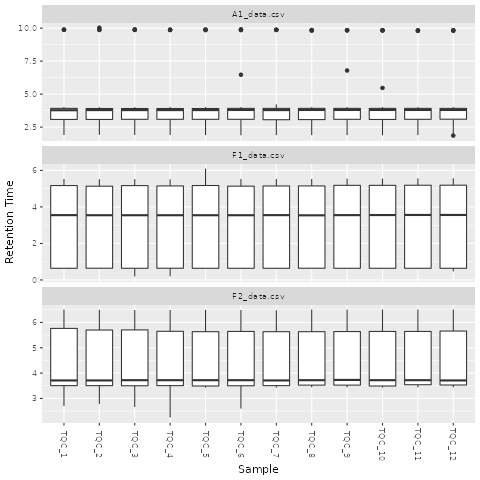 A1_data.csv
10.0
7.5
5.0
2.5
F1_data.csv
6
4
2
0
F2_data.csv
6
5
4
3
Retention Time
TQC_1
TQC_2
TQC_3
TQC_4
TQC_5
TQC_6
TQC_7
TQC_8
TQC_9
TQC_10
TQC_11
TQC_12
Sample